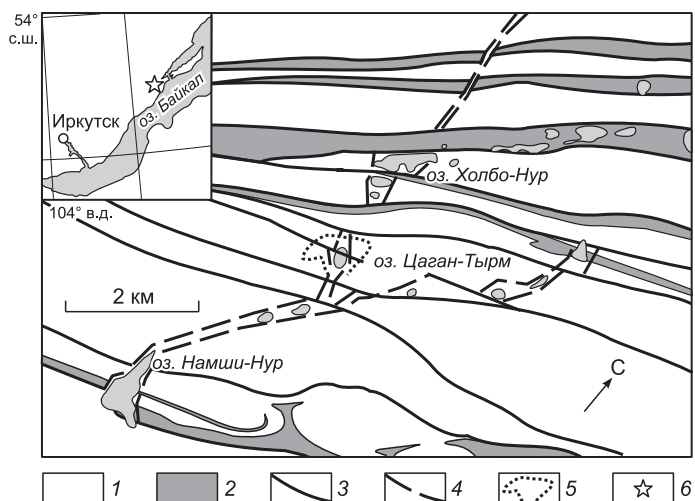 54°
с.ш.
оз. Байкал
Иркутск
104° в.д.
оз. Холбо-Нур
оз. Цаган-Тырм
2 км
оз. Намши-Нур
С
1 2 3 4 5 6